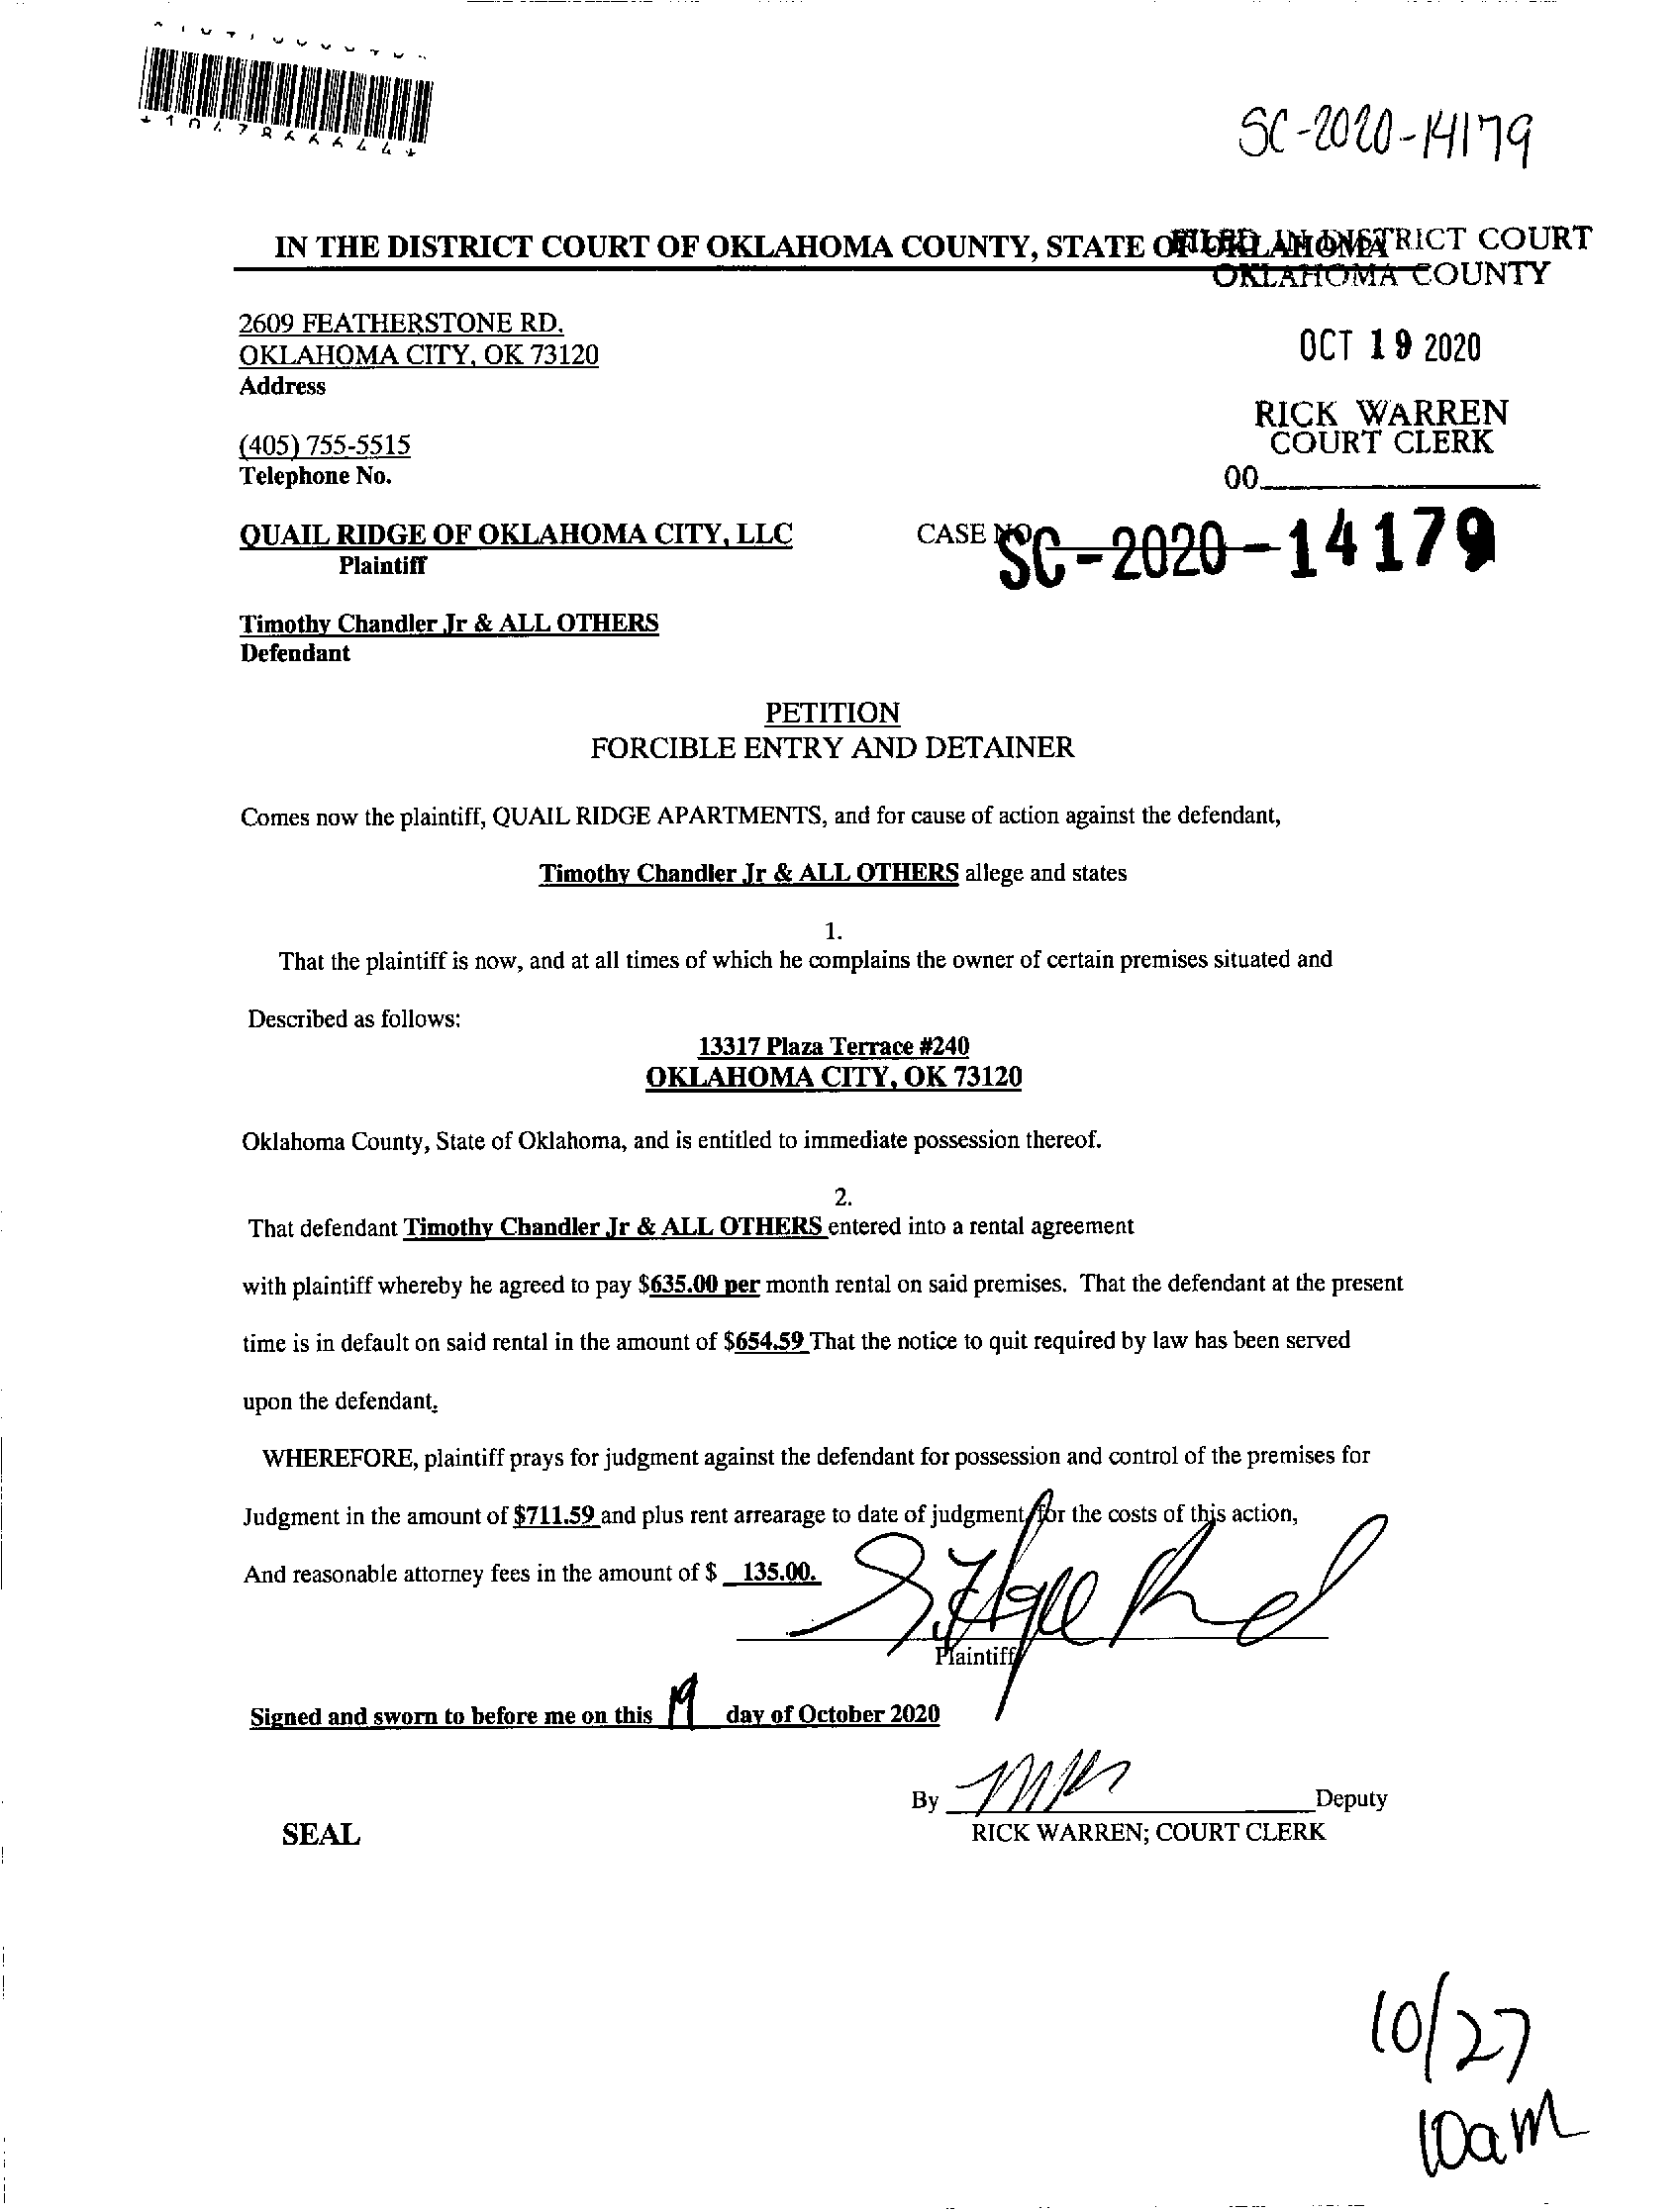 SC-2020-14179
IN THE DISTRICT COURT OF OKLAHOMA COUNTY, STATE OF OKLAHOMA
FILED IN DISTRICT COURT
OKLAHOMA COUNTY
2609 FEATHERSTONE RD.
OKLAHOMA CITY, OK 73120
Address
OCT 19 2020
RICK WARREN
COURT CLERK
00
(405) 755-5515
Telephone No.
QUAIL RIDGE OF OKLAHOMA CITY, LLC
Plaintiff
CASE NO. SC-2020-14179
Timothy Chandler Jr & ALL OTHERS
Defendant
PETITION
FORCIBLE ENTRY AND DETAINER
Comes now the plaintiff, QUAIL RIDGE APARTMENTS, and for cause of action against the defendant,
Timothy Chandler Jr & ALL OTHERS allege and states
1.
That the plaintiff is now, and at all times of which he complains the owner of certain premises situated and
Described as follows:
13317 Plaza Terrace #240
OKLAHOMA CITY, OK 73120
Oklahoma County, State of Oklahoma, and is entitled to immediate possession thereof.
2.
That defendant Timothy Chandler Jr & ALL OTHERS entered into a rental agreement
with plaintiff whereby he agreed to pay $635.00 per month rental on said premises. That the defendant at the present
time is in default on said rental in the amount of $654.59 That the notice to quit required by law has been served
upon the defendant.
WHEREFORE, plaintiff prays for judgment against the defendant for possession and control of the premises for
Judgment in the amount of $711.59 and plus rent arrearage to date of judgment for the costs of this action,
And reasonable attorney fees in the amount of $ 135.00.
Plaintiff
Signed and sworn to before me on this 19 day of October 2020
By Deputy
RICK WARREN; COURT CLERK
SEAL
10/27
10am